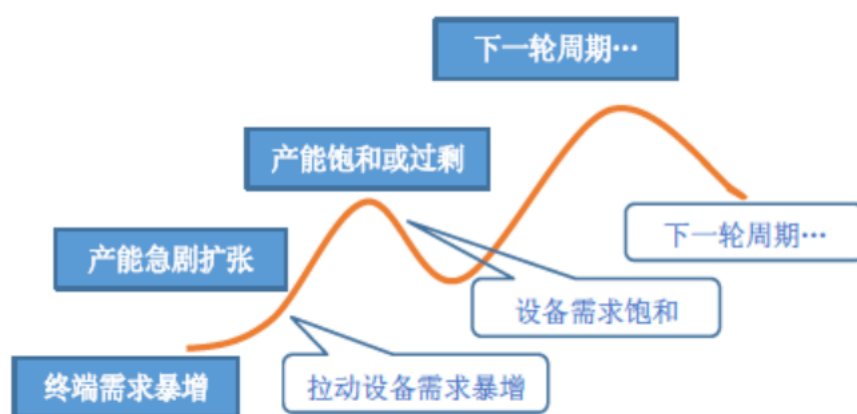 下一轮周期…
产能饱和或过剩
产能急剧扩张
下一轮周期…
设备需求饱和
终端需求暴增
拉动设备需求暴增